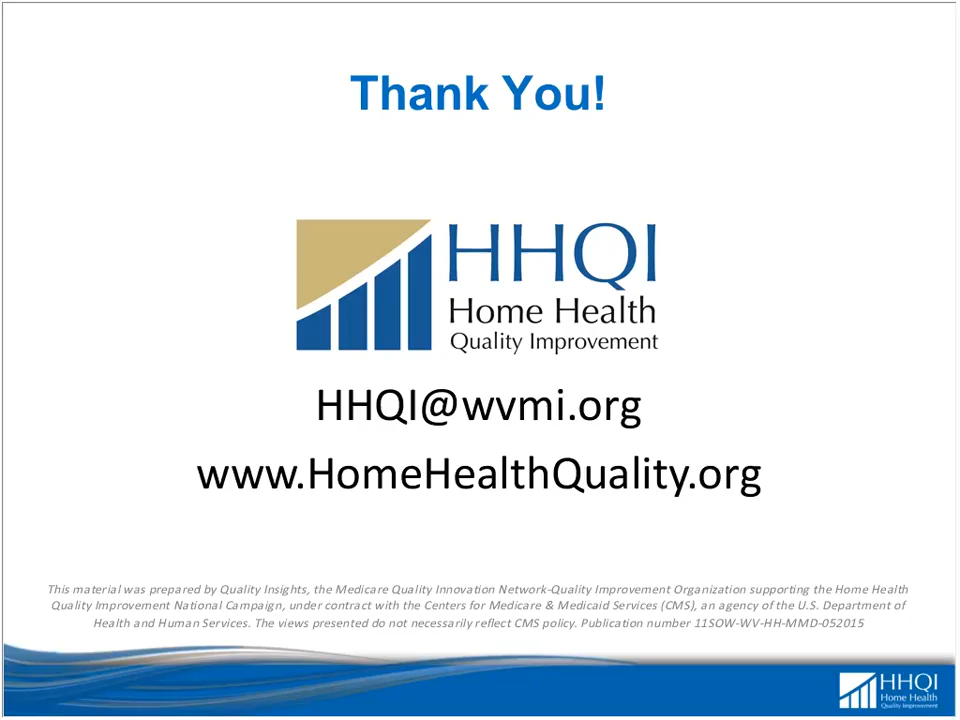 Thank You!
HHQI
Home Health
Quality Improvement
HHQI@wvmi.org
www.HomeHealthQuality.org
This material was prepared by Quality Insights, the Medicare Quality Innovation Network-Quality Improvement Organization supporting the Home Health
Quality Improvement National Campaign, under contract with the Centers for Medicare & Medicaid Services (CMS), an agency of the U.S. Department of
Health and Human Services. The views presented do not necessarily reflect CMS policy. Publication number 11SOW-WV-HH-MMD-052015
HHQI
Home Health
Quality Improvement